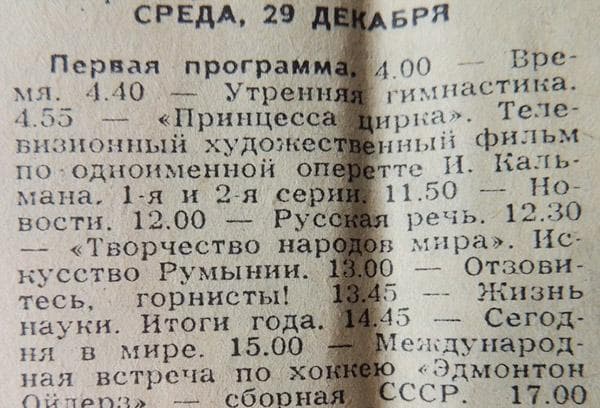 СРЕДА, 29 ДЕКАБРЯ
Первая программа. 4.00 — Вре-
мя. 4.40 — Утренняя гимнастика.
4.55 — «Принцесса цирка». Теле-
визионный художественный фильм
по одноименной оперетте И. Каль-
мана. 1-я и 2-я серии. 11.50 — Но-
вости. 12.00 — Русская речь. 12.30
— «Творчество народов мира». Ис-
кусство Румынии. 13.00 — Отзови-
тесь, горнисты! 13.45 — Жизнь
науки. Итоги года. 14.45 — Сегод-
ня в мире. 15.00 — Международ-
ная встреча по хоккею «Эдмонтон
Ойлерз» — сборная СССР. 17.00